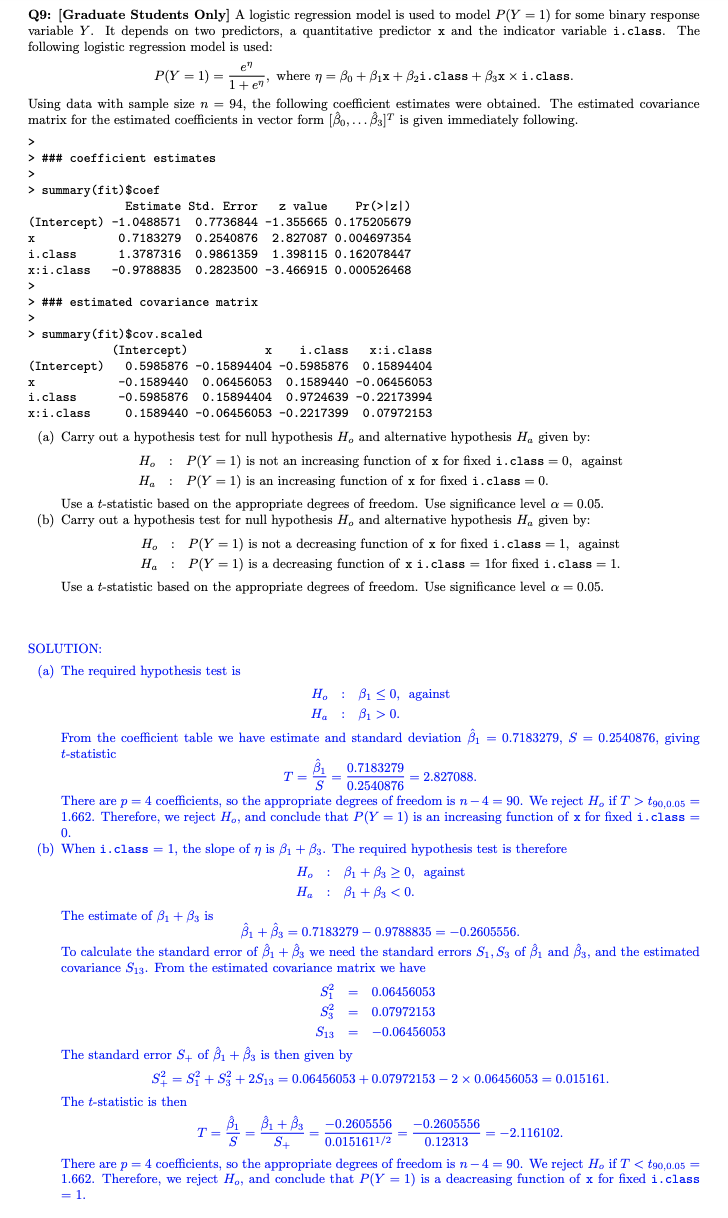 Q9: [Graduate Students Only] A logistic regression model is used to model P(Y = 1) for some binary response
variable Y. It depends on two predictors, a quantitative predictor x and the indicator variable i.class. The
following logistic regression model is used:
P(Y = 1) = e^η / (1 + e^η), where η = β₀ + β₁x + β₂i.class + β₃x × i.class.
Using data with sample size n = 94, the following coefficient estimates were obtained. The estimated covariance
matrix for the estimated coefficients in vector form [β̂₀, . . . β̂₃]ᵀ is given immediately following.
>
> ### coefficient estimates
>
> summary(fit)$coef
Estimate Std. Error z value Pr(>|z|)
(Intercept) -1.0488571 0.7736844 -1.355665 0.175205679
x 0.7183279 0.2540876 2.827087 0.004697354
i.class 1.3787316 0.9861359 1.398115 0.162078447
x:i.class -0.9788835 0.2823500 -3.466915 0.000526468
>
> ### estimated covariance matrix
>
> summary(fit)$cov.scaled
(Intercept) x i.class x:i.class
(Intercept) 0.5985876 -0.15894404 -0.5985876 0.15894404
x -0.1589440 0.06456053 0.1589440 -0.06456053
i.class -0.5985876 0.15894404 0.9724639 -0.22173994
x:i.class 0.1589440 -0.06456053 -0.2217399 0.07972153
(a) Carry out a hypothesis test for null hypothesis Hₒ and alternative hypothesis Hₐ given by:
Hₒ : P(Y = 1) is not an increasing function of x for fixed i.class = 0, against
Hₐ : P(Y = 1) is an increasing function of x for fixed i.class = 0.
Use a t-statistic based on the appropriate degrees of freedom. Use significance level α = 0.05.
(b) Carry out a hypothesis test for null hypothesis Hₒ and alternative hypothesis Hₐ given by:
Hₒ : P(Y = 1) is not a decreasing function of x for fixed i.class = 1, against
Hₐ : P(Y = 1) is a decreasing function of x i.class = 1for fixed i.class = 1.
Use a t-statistic based on the appropriate degrees of freedom. Use significance level α = 0.05.
SOLUTION:
(a) The required hypothesis test is
Hₒ : β₁ ≤ 0, against
Hₐ : β₁ > 0.
From the coefficient table we have estimate and standard deviation β̂₁ = 0.7183279, S = 0.2540876, giving
t-statistic
T = β̂₁ / S = 0.7183279 / 0.2540876 = 2.827088.
There are p = 4 coefficients, so the appropriate degrees of freedom is n − 4 = 90. We reject Hₒ if T > t₉₀,₀.₀₅ =
1.662. Therefore, we reject Hₒ, and conclude that P(Y = 1) is an increasing function of x for fixed i.class =
0.
(b) When i.class = 1, the slope of η is β₁ + β₃. The required hypothesis test is therefore
Hₒ : β₁ + β₃ ≥ 0, against
Hₐ : β₁ + β₃ < 0.
The estimate of β₁ + β₃ is
β̂₁ + β̂₃ = 0.7183279 − 0.9788835 = −0.2605556.
To calculate the standard error of β̂₁ + β̂₃ we need the standard errors S₁, S₃ of β̂₁ and β̂₃, and the estimated
covariance S₁₃. From the estimated covariance matrix we have
S₁² = 0.06456053
S₃² = 0.07972153
S₁₃ = −0.06456053
The standard error S₊ of β̂₁ + β̂₃ is then given by
S₊² = S₁² + S₃² + 2S₁₃ = 0.06456053 + 0.07972153 − 2 × 0.06456053 = 0.015161.
The t-statistic is then
T = β̂₁ / S = (β̂₁ + β̂₃) / S₊ = −0.2605556 / 0.015161^1/2 = −0.2605556 / 0.12313 = −2.116102.
There are p = 4 coefficients, so the appropriate degrees of freedom is n − 4 = 90. We reject Hₒ if T < t₉₀,₀.₀₅ =
1.662. Therefore, we reject Hₒ, and conclude that P(Y = 1) is a deacreasing function of x for fixed i.class
= 1.